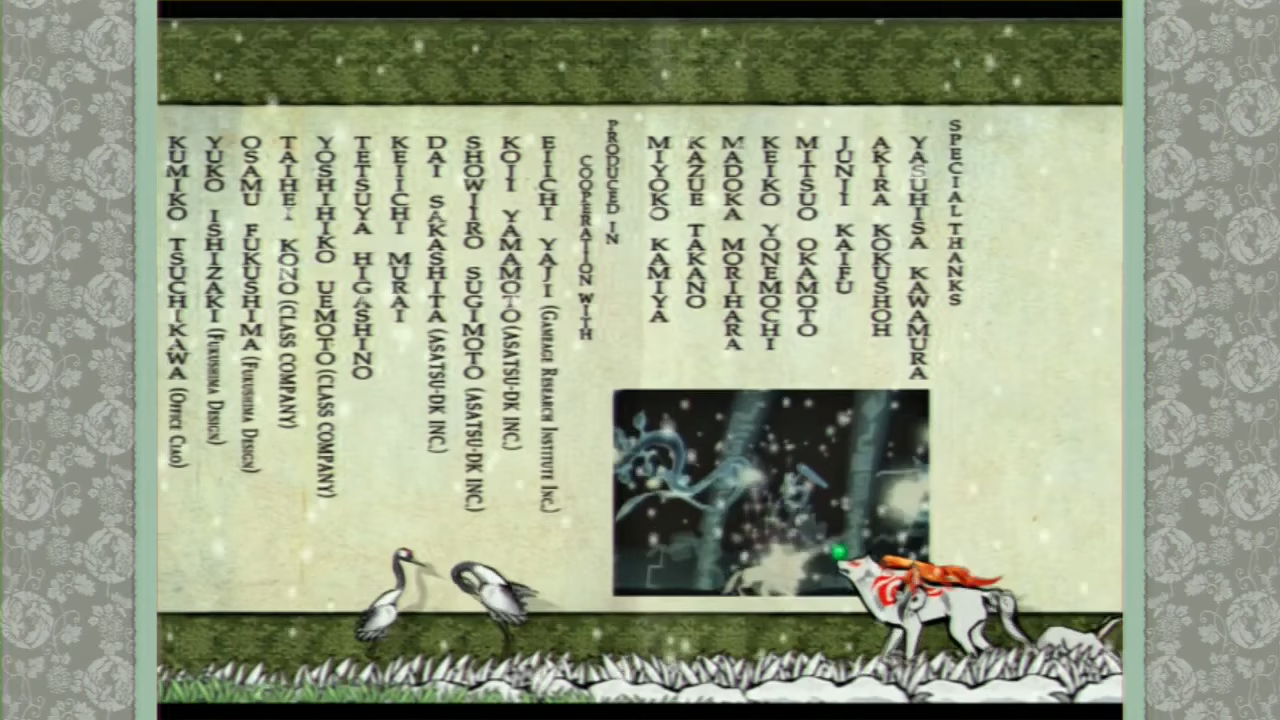 SPECIAL THANKS
YASUHISA KAWAMURA
AKIRA KOKUSHOH
JUNJI KAIFU
MITSUO OKAMOTO
KEIKO YONEMOCHI
MADOKA MORIHARA
KAZUE TAKANO
MIYOKO KAMIYA
PRODUCED IN
COOPERATION WITH
EIICHI YAJI (GAMEAGE RESEARCH INSTITUTE INC.)
KOJI YAMAMOTO (ASATSU-DK INC.)
SHOWJIRO SUGIMOTO (ASATSU-DK INC.)
DAI SAKASHITA (ASATSU-DK INC.)
KEIICHI MURAI
TETSUYA HIGASHINO
YOSHIHIKO UEMOTO (CLASS COMPANY)
TAIHEI KOZO (CLASS COMPANY)
OSAMU FUKUSHIMA (FUKUSHIMA DESIGN)
YUKO ISHIZAKI (FUKUSHIMA DESIGN)
KUMIKO TSUCHIKAWA (OFFICE CIAO)